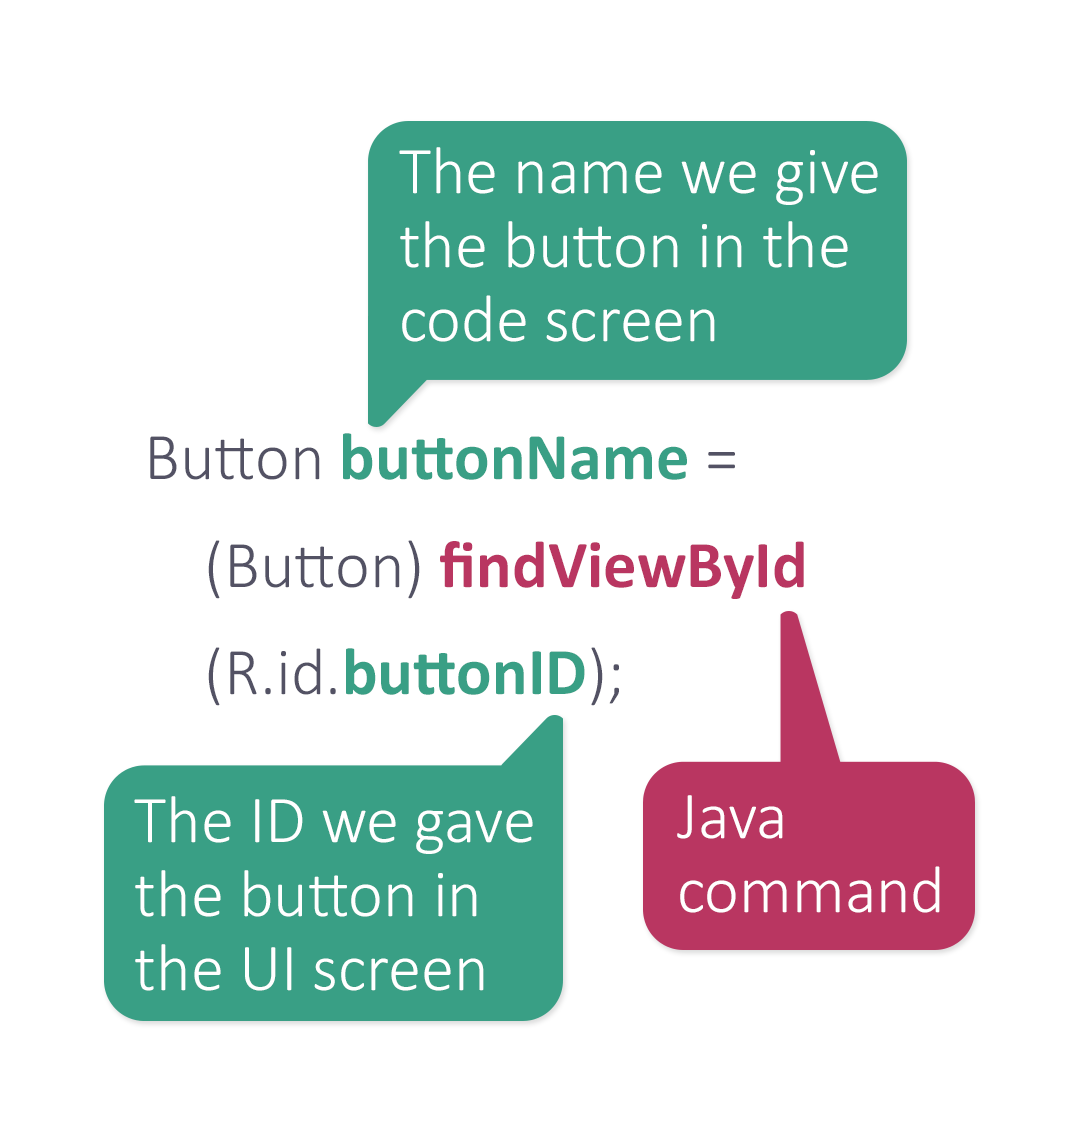 The name we give
the button in the
code screen
Button buttonName =
(Button) findViewById
(R.id.buttonID);
The ID we gave
the button in
the UI screen
Java
command